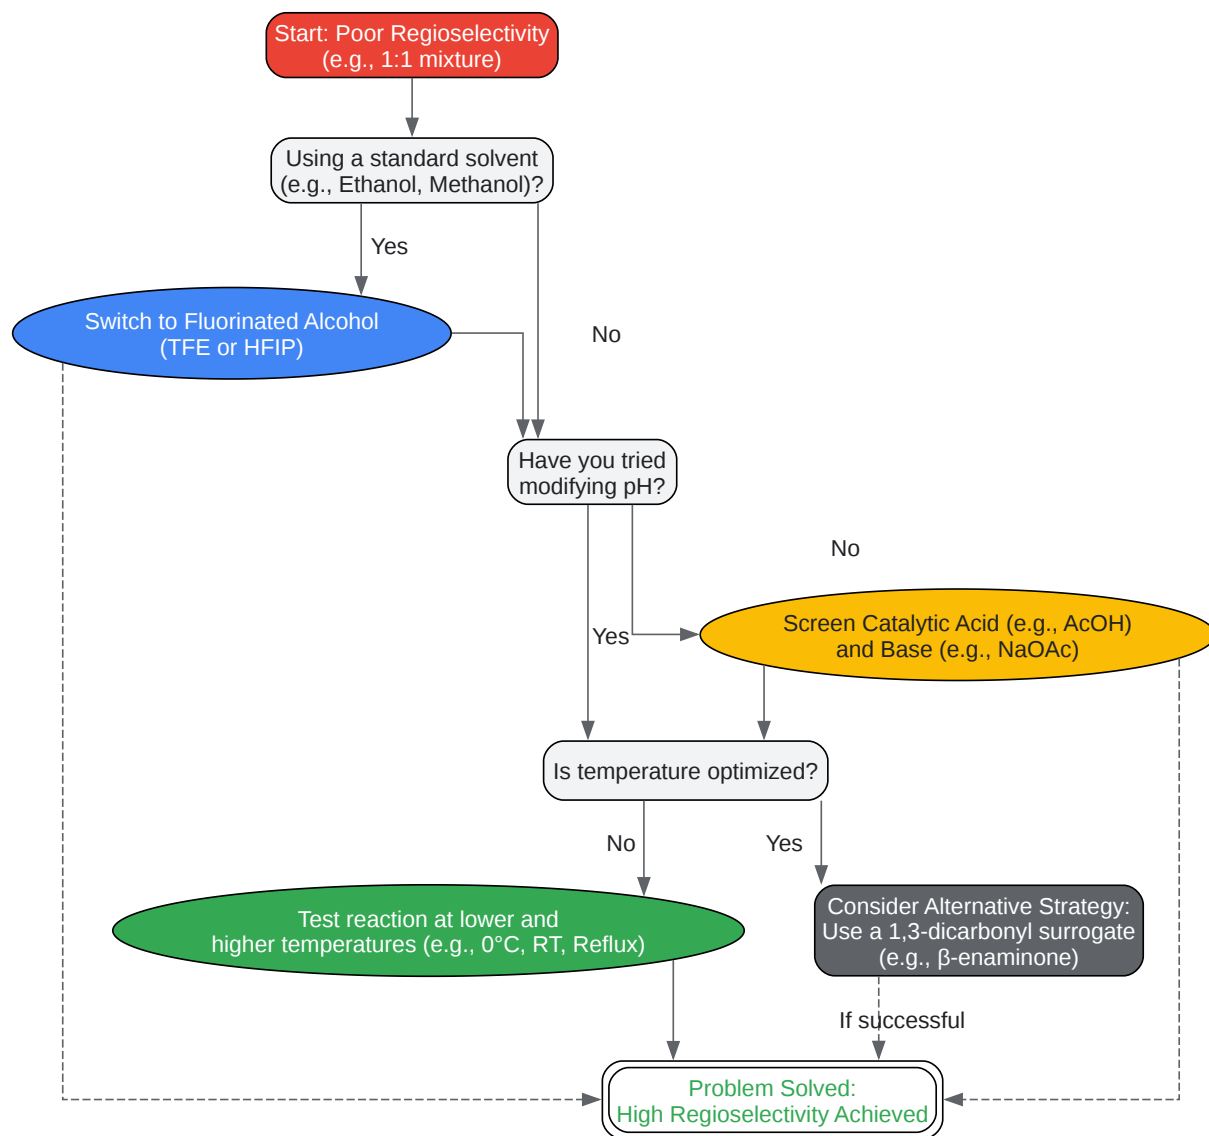 Start: Poor Regioselectivity
(e.g., 1:1 mixture)
Using a standard solvent
(e.g., Ethanol, Methanol)?
Yes
Switch to Fluorinated Alcohol
(TFE or HFIP)
No
Have you tried
modifying pH?
No
Screen Catalytic Acid (e.g., AcOH)
and Base (e.g., NaOAc)
Yes
Is temperature optimized?
No
Yes
Test reaction at lower and
higher temperatures (e.g., 0°C, RT, Reflux)
Consider Alternative Strategy:
Use a 1,3-dicarbonyl surrogate
(e.g., β-enaminone)
If successful
Problem Solved:
High Regioselectivity Achieved